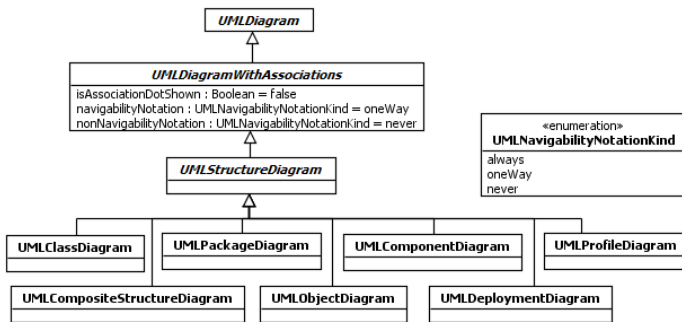 UMLDiagram
UMLDiagramWithAssociations
isAssociationDotShown : Boolean = false
navigabilityNotation : UMLNavigabilityNotationKind = oneWay
nonNavigabilityNotation : UMLNavigabilityNotationKind = never
«enumeration»
UMLNavigabilityNotationKind
always
oneWay
never
UMLStructureDiagram
UMLClassDiagram
UMLPackageDiagram
UMLComponentDiagram
UMLProfileDiagram
UMLCompositeStructureDiagram
UMLObjectDiagram
UMLDeploymentDiagram